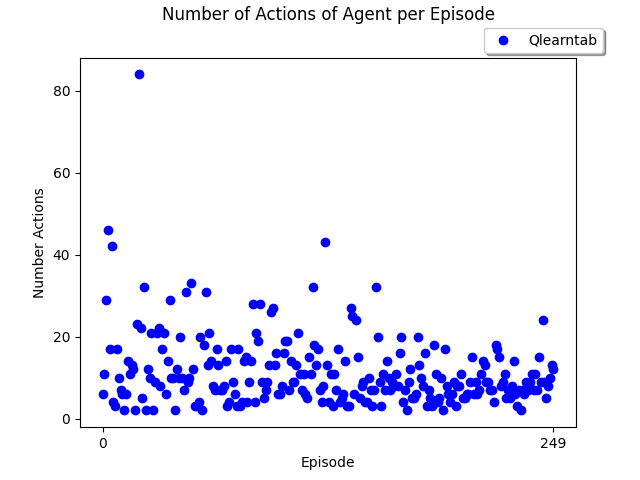 Number of Actions of Agent per Episode
Qlearntab
80
60
40
20
0
Number Actions
0 249
Episode